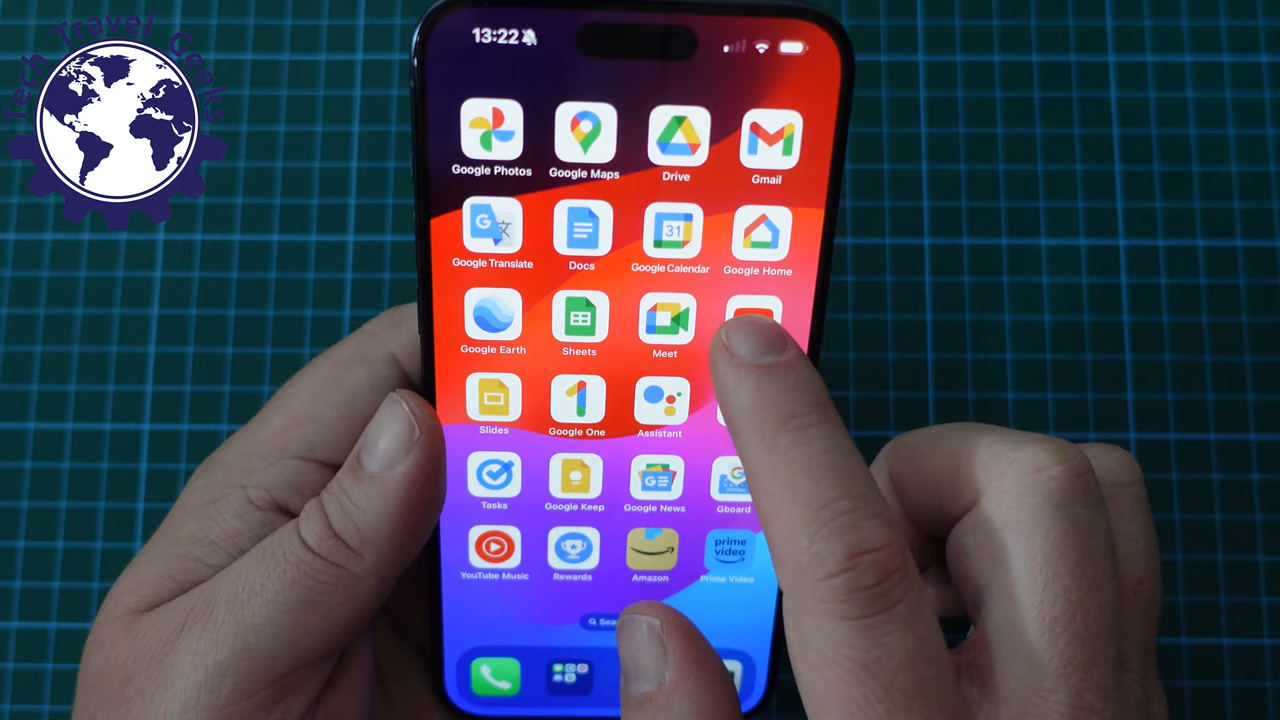 Tech Travel Geeks
13:22
Google Photos
Google Maps
Drive
Gmail
G
文
31
Google Translate
Docs
Google Calendar
Google Home
Google Earth
Sheets
Meet
1
Slides
Google One
Assistant
G
G
Tasks
Google Keep
Google News
Gboard
prime
video
YouTube Music
Rewards
Amazon
Prime Video